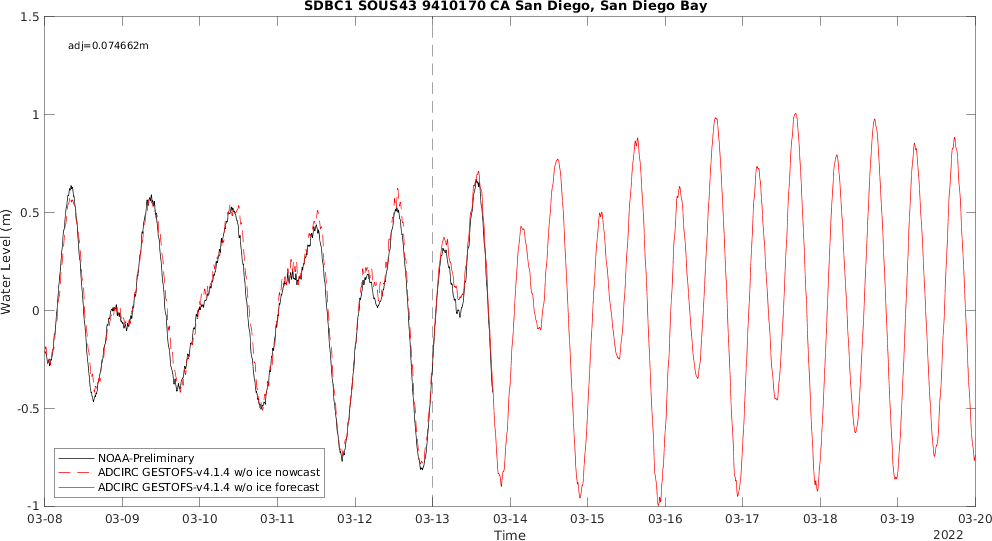 SDBC1 SOUS43 9410170 CA San Diego, San Diego Bay
1.5
adj=0.074662m
1
0.5
0
-0.5
-1
Water Level (m)
NOAA-Preliminary
ADCIRC GESTOFS-v4.1.4 w/o ice nowcast
ADCIRC GESTOFS-v4.1.4 w/o ice forecast
03-08 03-09 03-10 03-11 03-12 03-13 03-14 03-15 03-16 03-17 03-18 03-19 03-20
Time
2022